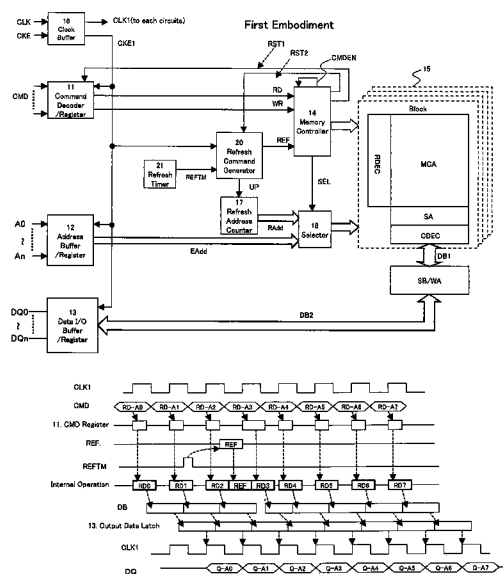 First Embodiment
CLK
CKE
10
Clock
Buffer
CLK1(to each circuits)
CKE1
RST1
RST2
CMDEN
15
CMD
11
Command
Decoder
/Register
RD
WR
14
Memory
Controller
Block
RDEC
MCA
SA
CDEC
20
Refresh
Command
Generator
REF
21
Refresh
Timer
REFTM
UP
SEL
17
Refresh
Address
Counter
RAdd
18
Selector
A0
~
An
12
Address
Buffer
/Register
EAdd
DB1
SB/WA
DQ0
~
DQn
13
Data I/O
Buffer
/Register
DB2
CLK1
CMD RD-A0 RD-A1 RD-A2 RD-A3 RD-A4 RD-A5 RD-A6 RD-A7
11. CMD Register
REF. REF
REFTM
Internal Operation RD0 RD1 RD2 REF RD3 RD4 RD5 RD6 RD7
DB
13. Output Data Latch
CLK1
DQ Q-A0 Q-A1 Q-A2 Q-A3 Q-A4 Q-A5 Q-A6 Q-A7